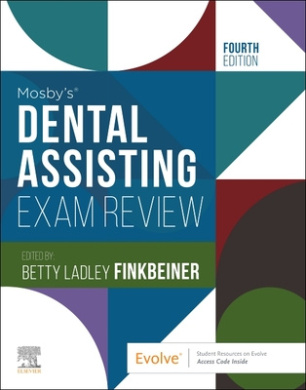 FOURTH
EDITION
Mosby's®
DENTAL
ASSISTING
EXAM REVIEW
EDITED BY
BETTY LADLEY FINKBEINER
ELSEVIER
Evolve®
Student Resources on Evolve
Access Code Inside